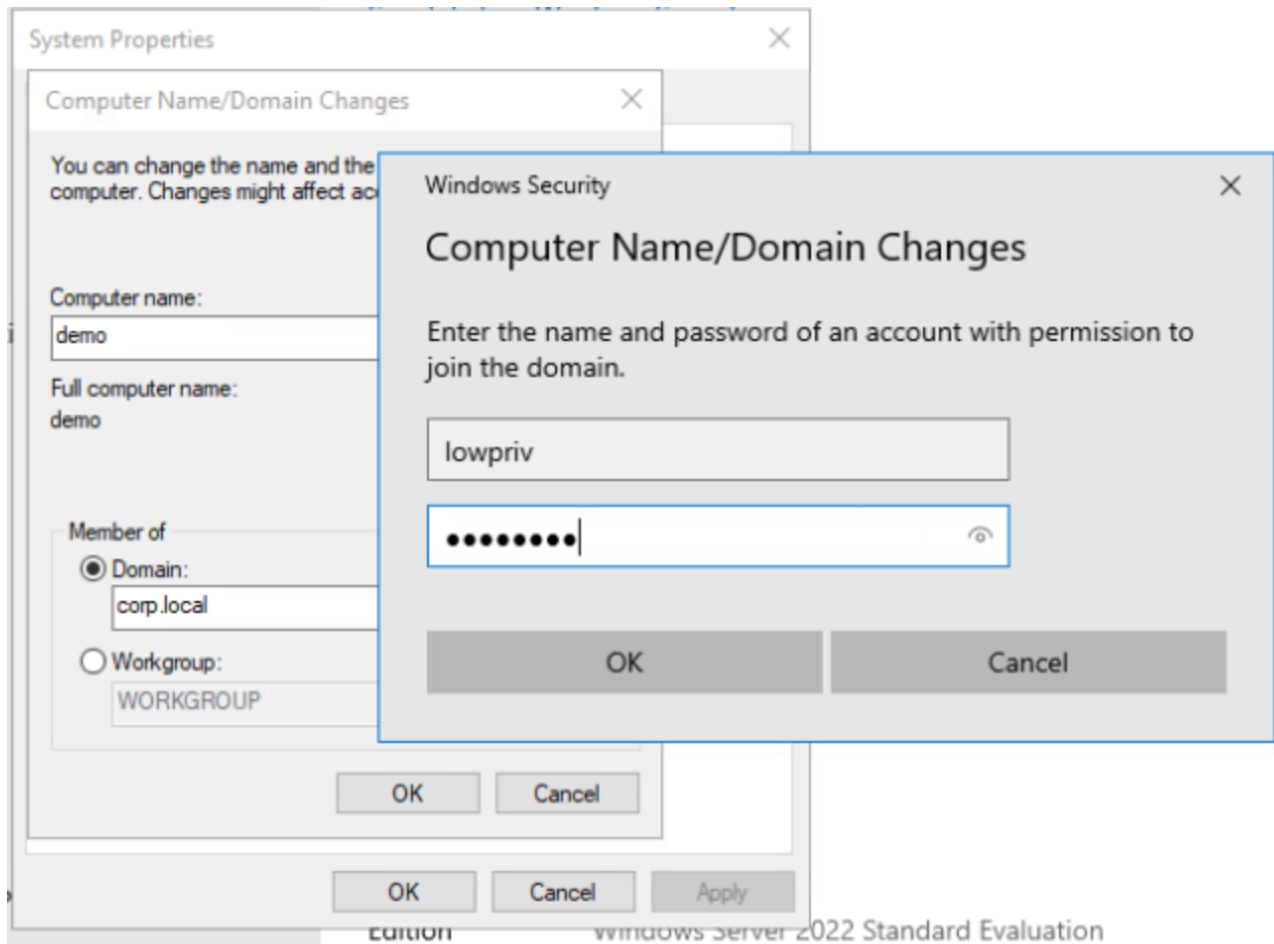 System Properties
Computer Name/Domain Changes
You can change the name and the
computer. Changes might affect
Computer name:
demo
Full computer name:
demo
Member of
Domain:
corp.local
Workgroup:
WORKGROUP
OK Cancel
OK Cancel Apply
Windows Security
Computer Name/Domain Changes
Enter the name and password of an account with permission to
join the domain.
lowpriv
●●●●●●●●
OK Cancel
Edition Windows Server 2022 Standard Evaluation